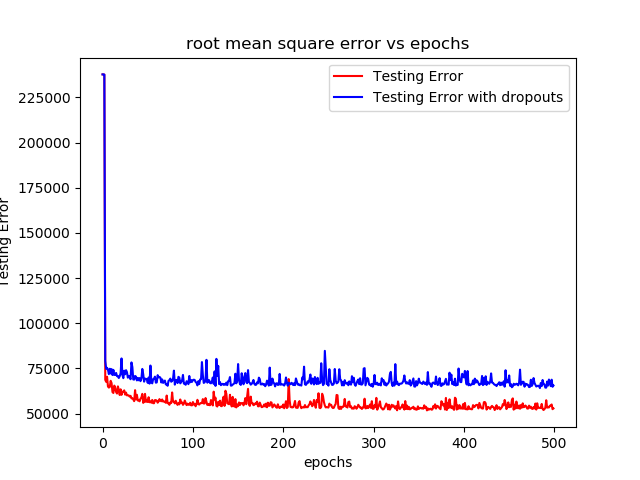 root mean square error vs epochs
Testing Error
Testing Error with dropouts
225000
200000
175000
150000
125000
100000
75000
50000
Testing Error
0 100 200 300 400 500
epochs